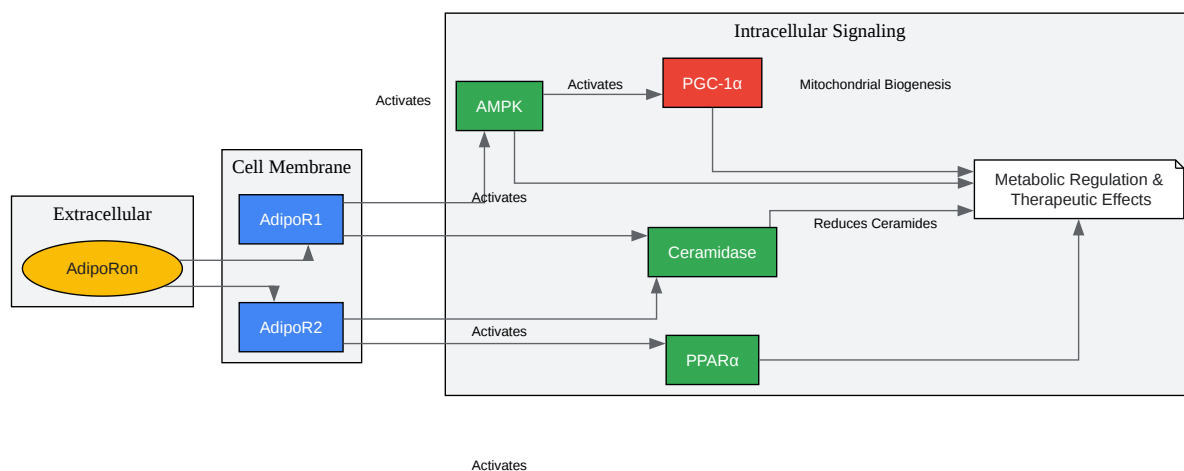 Intracellular Signaling
Activates
PGC-1α
Mitochondrial Biogenesis
Activates
AMPK
Cell Membrane
Metabolic Regulation &
Therapeutic Effects
Extracellular
AdipoR1
Activates
Reduces Ceramides
Ceramidase
AdipoRon
AdipoR2
Activates
PPARα
Activates